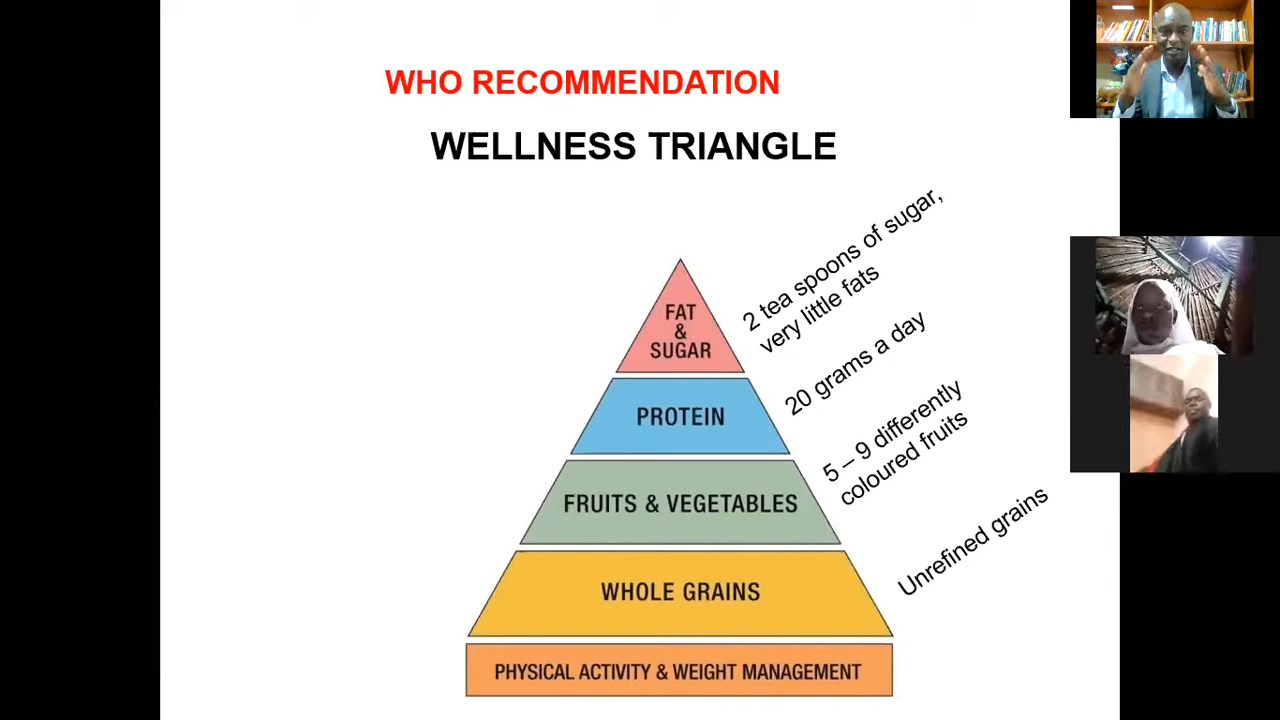 WHO RECOMMENDATION
WELLNESS TRIANGLE
FAT
&
SUGAR
2 tea spoons of sugar,
very little fats
PROTEIN
20 grams a day
FRUITS & VEGETABLES
5 – 9 differently
coloured fruits
WHOLE GRAINS
Unrefined grains
PHYSICAL ACTIVITY & WEIGHT MANAGEMENT